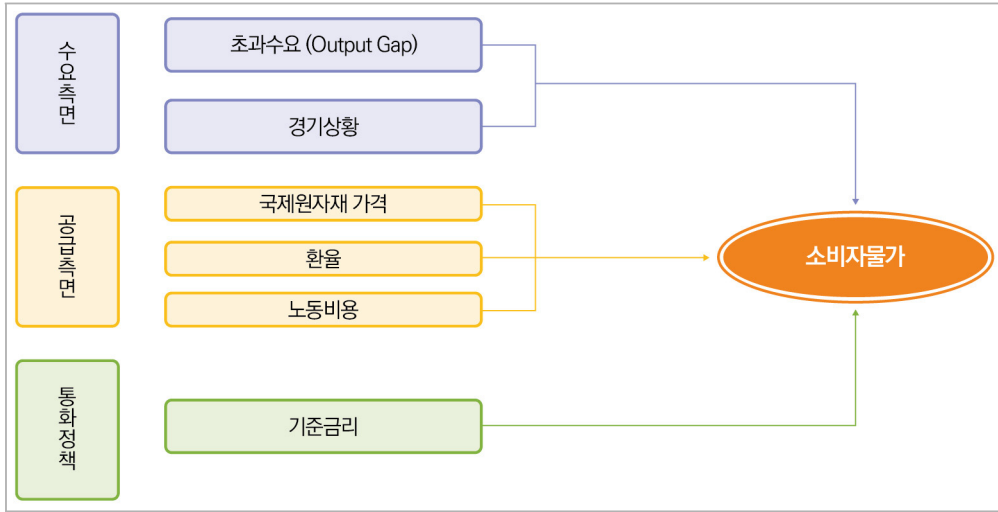 수요측면
초과수요 (Output Gap)
경기상황
공급측면
국제원자재 가격
환율
노동비용
소비자물가
통화정책
기준금리